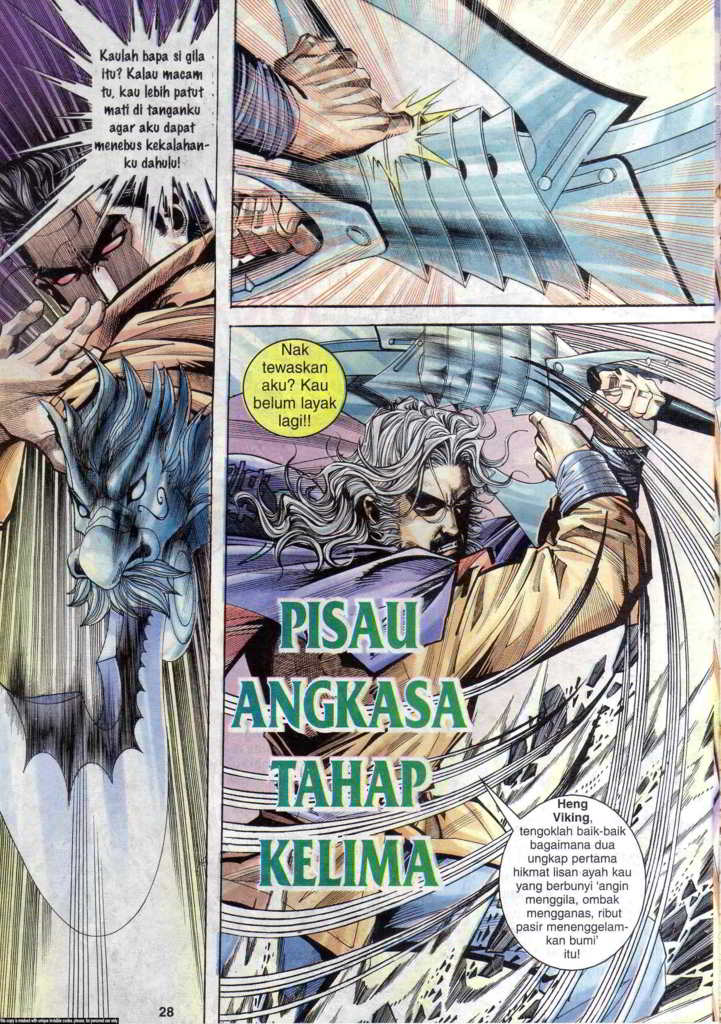 Kaulah bapa si gila
itu? Kalau macam
tu, kau lebih patut
mati di tanganku
agar aku dapat
menebus kekalahan-
ku dahulu!
Nak
tewaskan
aku? Kau
belum layak
lagi!!
PISAU
ANGKASA
TAHAP
KELIMA
Heng
Viking,
tengoklah baik-baik
bagaimana dua
ungkap pertama
hikmat lisan ayah kau
yang berbunyi 'angin
menggila, ombak
mengganas, ribut
pasir menenggelam-
kan bumi'
itu!
28